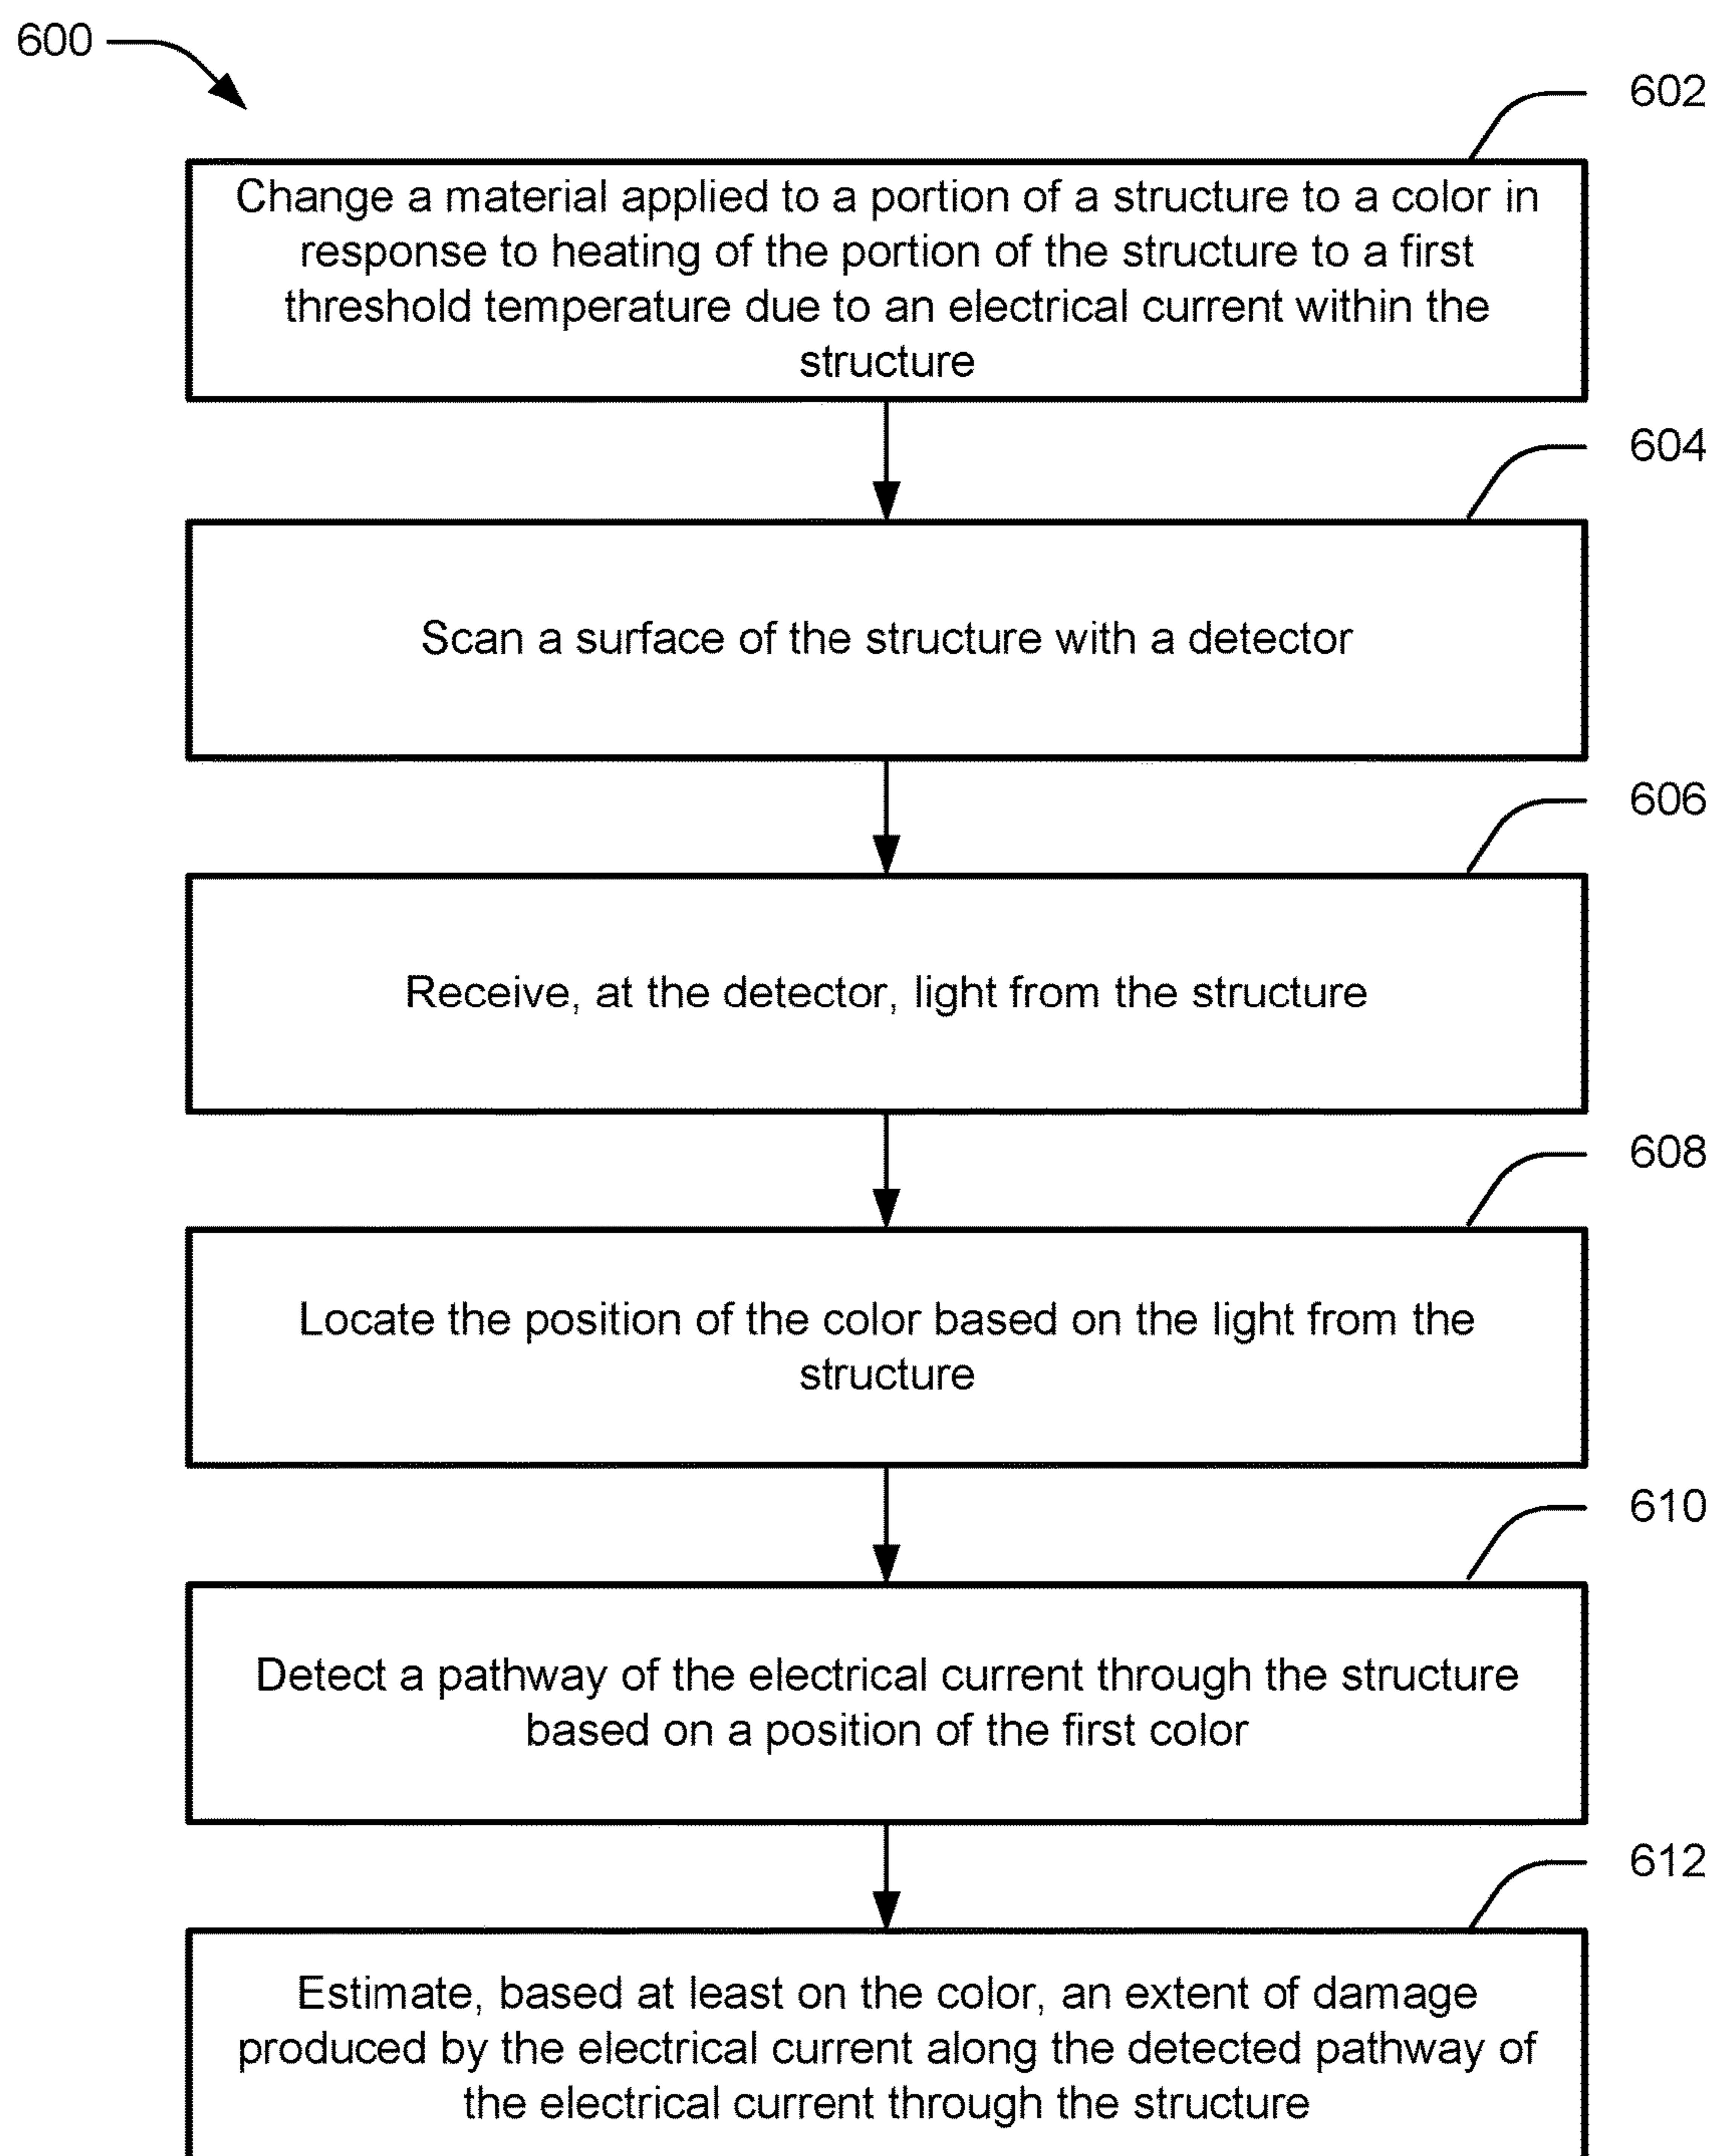 600
602
Change a material applied to a portion of a structure to a color in
response to heating of the portion of the structure to a first
threshold temperature due to an electrical current within the
structure
604
Scan a surface of the structure with a detector
606
Receive, at the detector, light from the structure
608
Locate the position of the color based on the light from the
structure
610
Detect a pathway of the electrical current through the structure
based on a position of the first color
612
Estimate, based at least on the color, an extent of damage
produced by the electrical current along the detected pathway of
the electrical current through the structure